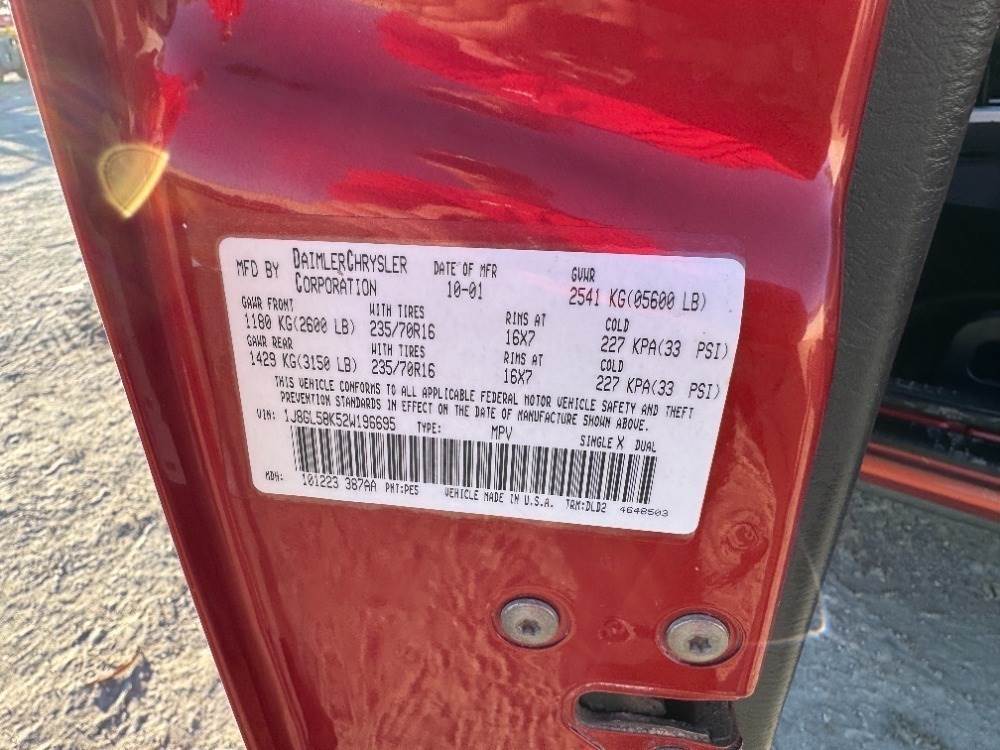 MFD BY DAIMLERCHRYSLER CORPORATION DATE OF MFR 10-01 GVWR 2541 KG(05600 LB)
GAWR FRONT WITH TIRES RIMS AT COLD
1180 KG(2600 LB) 235/70R16 16X7 227 KPA(33 PSI)
GAWR REAR WITH TIRES RIMS AT COLD
1429 KG(3150 LB) 235/70R16 16X7 227 KPA(33 PSI)
THIS VEHICLE CONFORMS TO ALL APPLICABLE FEDERAL MOTOR VEHICLE SAFETY AND THEFT
PREVENTION STANDARDS IN EFFECT ON THE DATE OF MANUFACTURE SHOWN ABOVE.
VIN: 1J8GL58K52W196695 TYPE: MPV SINGLE X DUAL
MDH: 101223 387AA PNT:PE5 VEHICLE MADE IN U.S.A. TRM:DLD2 4648503